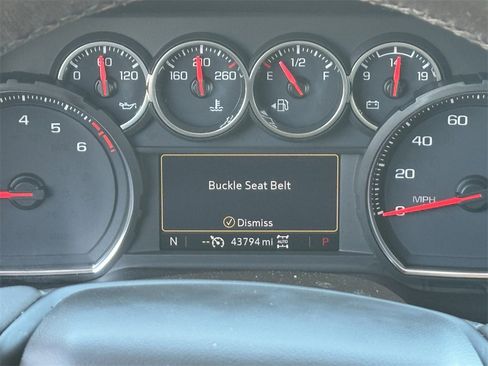 0 60 120
160 210 260
E 1/2 F
9 14 19
4 5 6
60
40
20
0 MPH
Buckle Seat Belt
Dismiss
N -- 43794 mi AUTO P